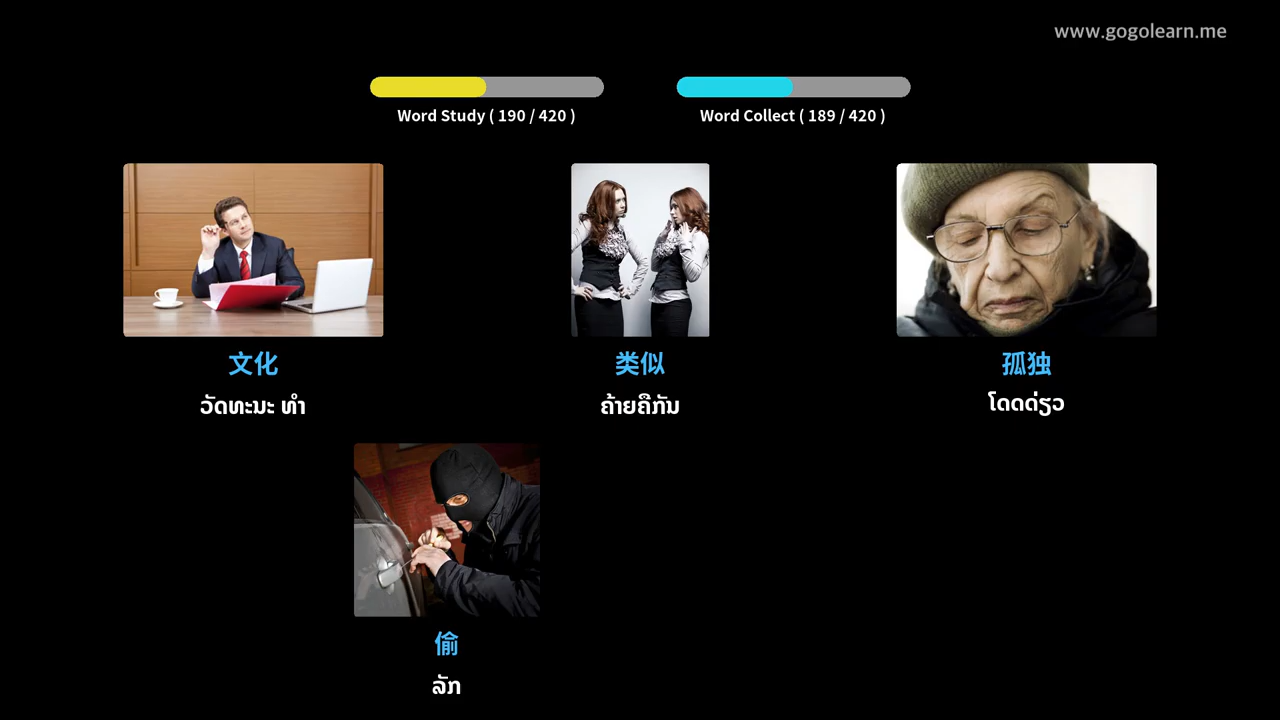 www.gogolearn.me
Word Study ( 190 / 420 )
Word Collect ( 189 / 420 )
文化
ວັດທະນະ ທຳ
类似
ຄ້າຍຄືກັນ
孤独
ໂດດດ່ຽວ
偷
ລັກ